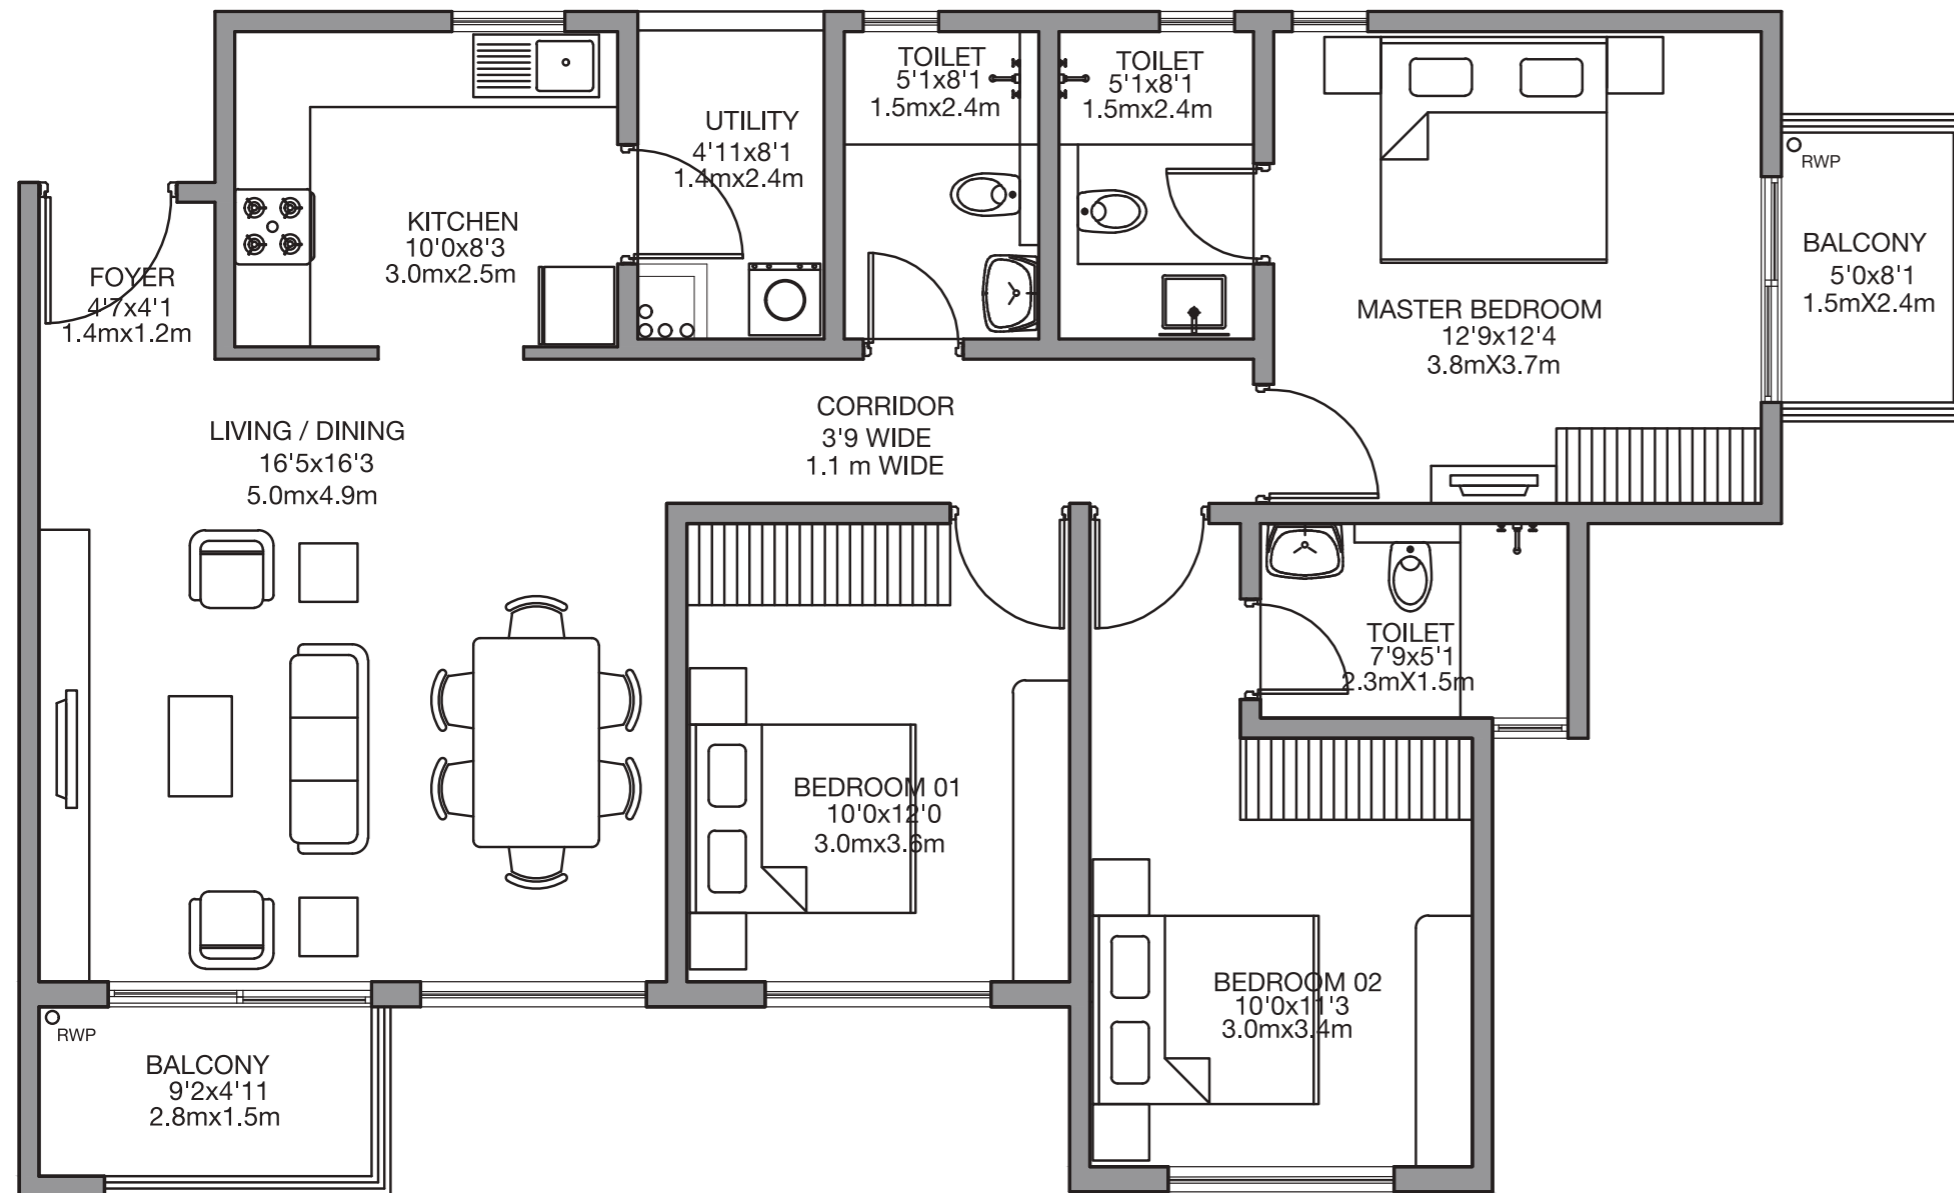 TOILET
5'1x8'1
1.5mx2.4m
TOILET
5'1x8'1
1.5mx2.4m
UTILITY
4'11x8'1
1.4mx2.4m
KITCHEN
10'0x8'3
3.0mx2.5m
FOYER
4'7x4'1
1.4mx1.2m
RWP
BALCONY
5'0x8'1
1.5mX2.4m
MASTER BEDROOM
12'9x12'4
3.8mX3.7m
LIVING / DINING
16'5x16'3
5.0mx4.9m
CORRIDOR
3'9 WIDE
1.1 m WIDE
TOILET
7'9x5'1
2.3mX1.5m
BEDROOM 01
10'0x12'0
3.0mx3.6m
BEDROOM 02
10'0x11'3
3.0mx3.4m
RWP
BALCONY
9'2x4'11
2.8mx1.5m